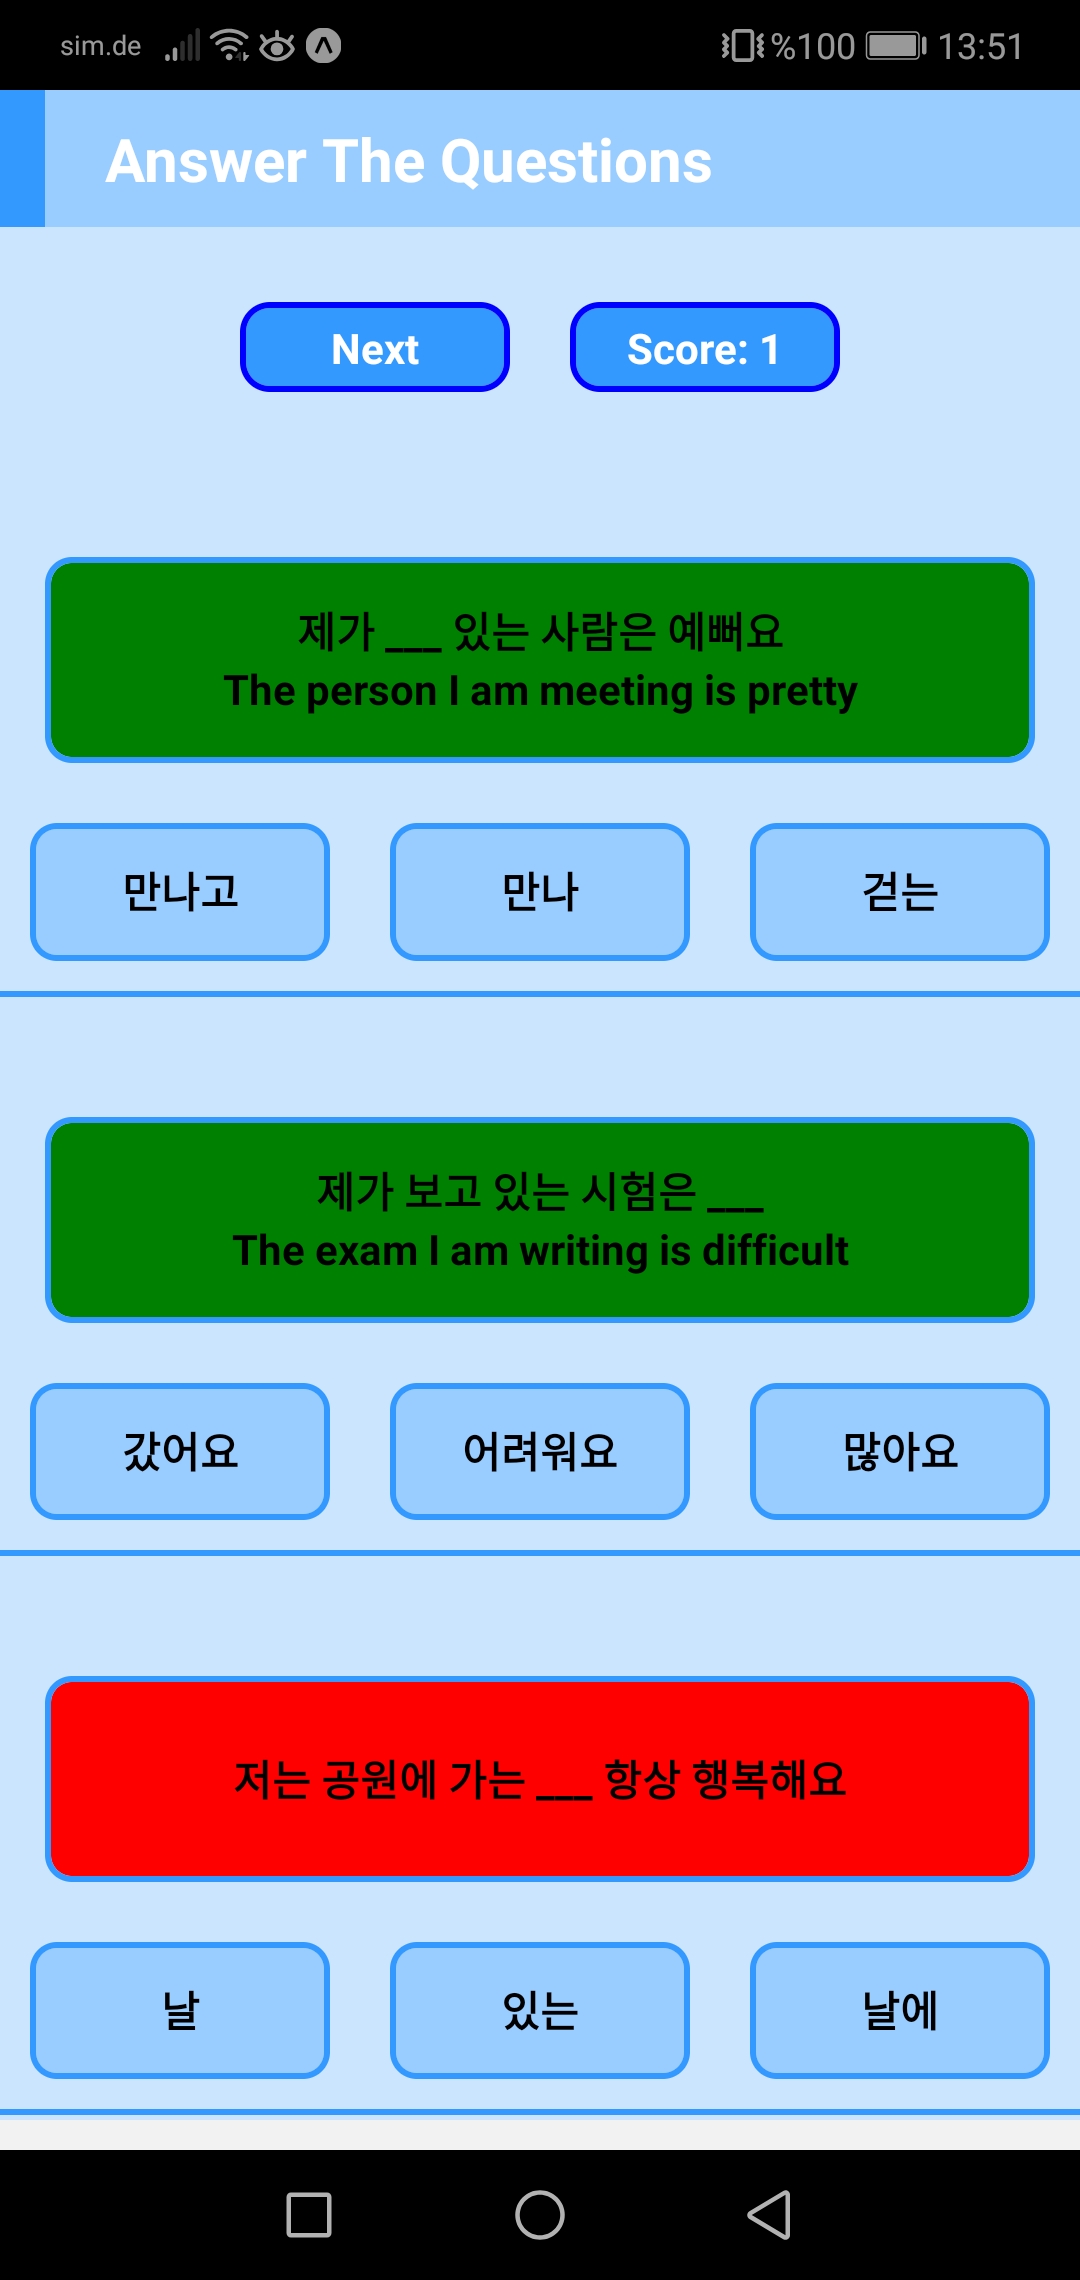 sim.de %100 13:51
Answer The Questions
Next
Score: 1
제가 ___ 있는 사람은 예뻐요
The person I am meeting is pretty
만나고
만나
걷는
제가 보고 있는 시험은 ___
The exam I am writing is difficult
갔어요
어려워요
많아요
저는 공원에 가는 ___ 항상 행복해요
날
있는
날에